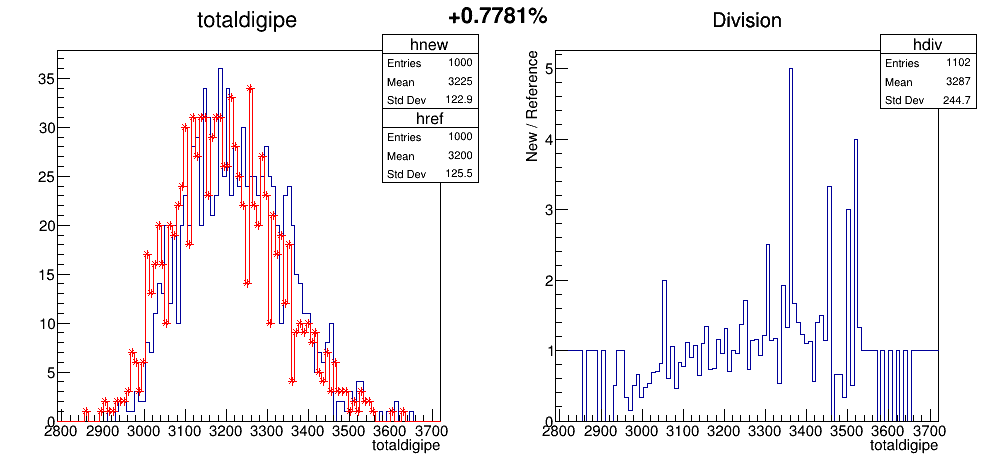 +0.7781%
totaldigipe
hnew
Entries 1000
Mean 3225
Std Dev 122.9
href
Entries 1000
Mean 3200
Std Dev 125.5
35
30
25
20
15
10
5
0
2800 2900 3000 3100 3200 3300 3400 3500 3600 3700
totaldigipe
Division
hdiv
Entries 1102
Mean 3287
Std Dev 244.7
New / Reference
5
4
3
2
1
0
2800 2900 3000 3100 3200 3300 3400 3500 3600 3700
totaldigipe